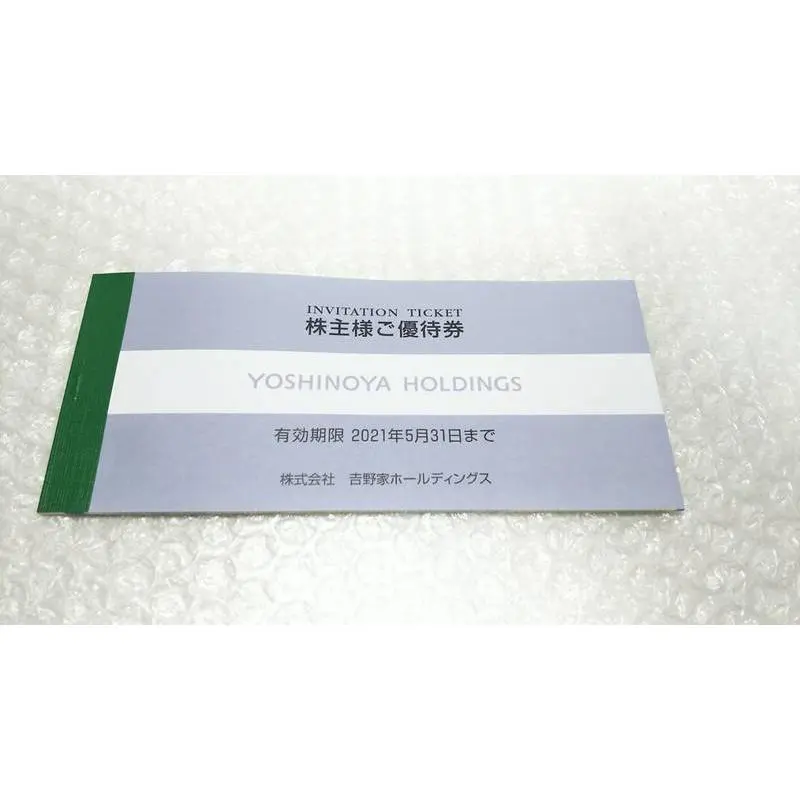 INVITATION TICKET
株主様ご優待券
YOSHINOYA HOLDINGS
有効期限 2021年5月31日まで
株式会社 𠮷野家ホールディングス